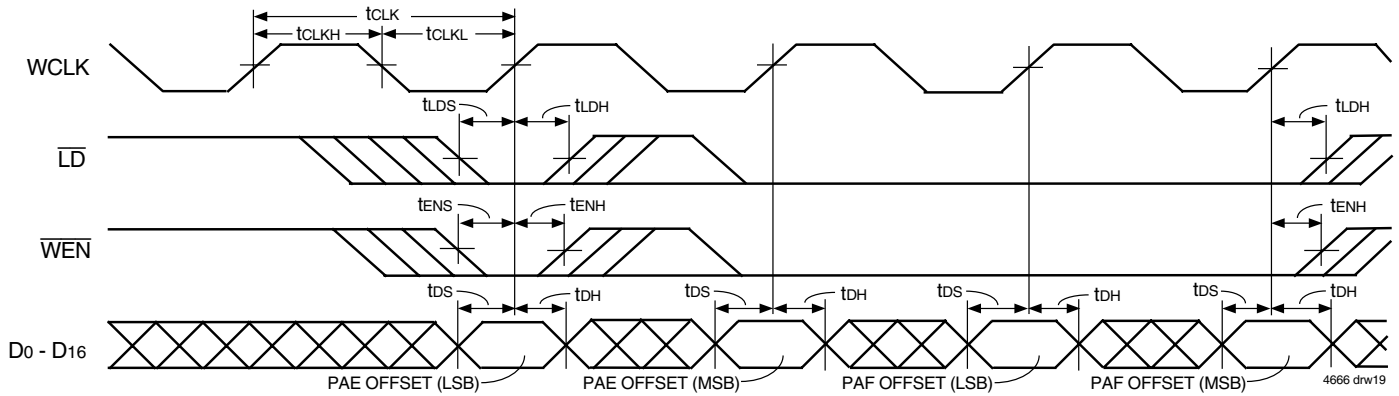 tCLK
tCLKH
tCLKL
WCLK
tLDS
tLDH
tLDH
LD
tENS
tENH
tENH
WEN
tDS
tDH
tDS
tDH
tDS
tDH
tDS
tDH
D0 - D16
PAE OFFSET (LSB)
PAE OFFSET (MSB)
PAF OFFSET (LSB)
PAF OFFSET (MSB)
4666 drw19